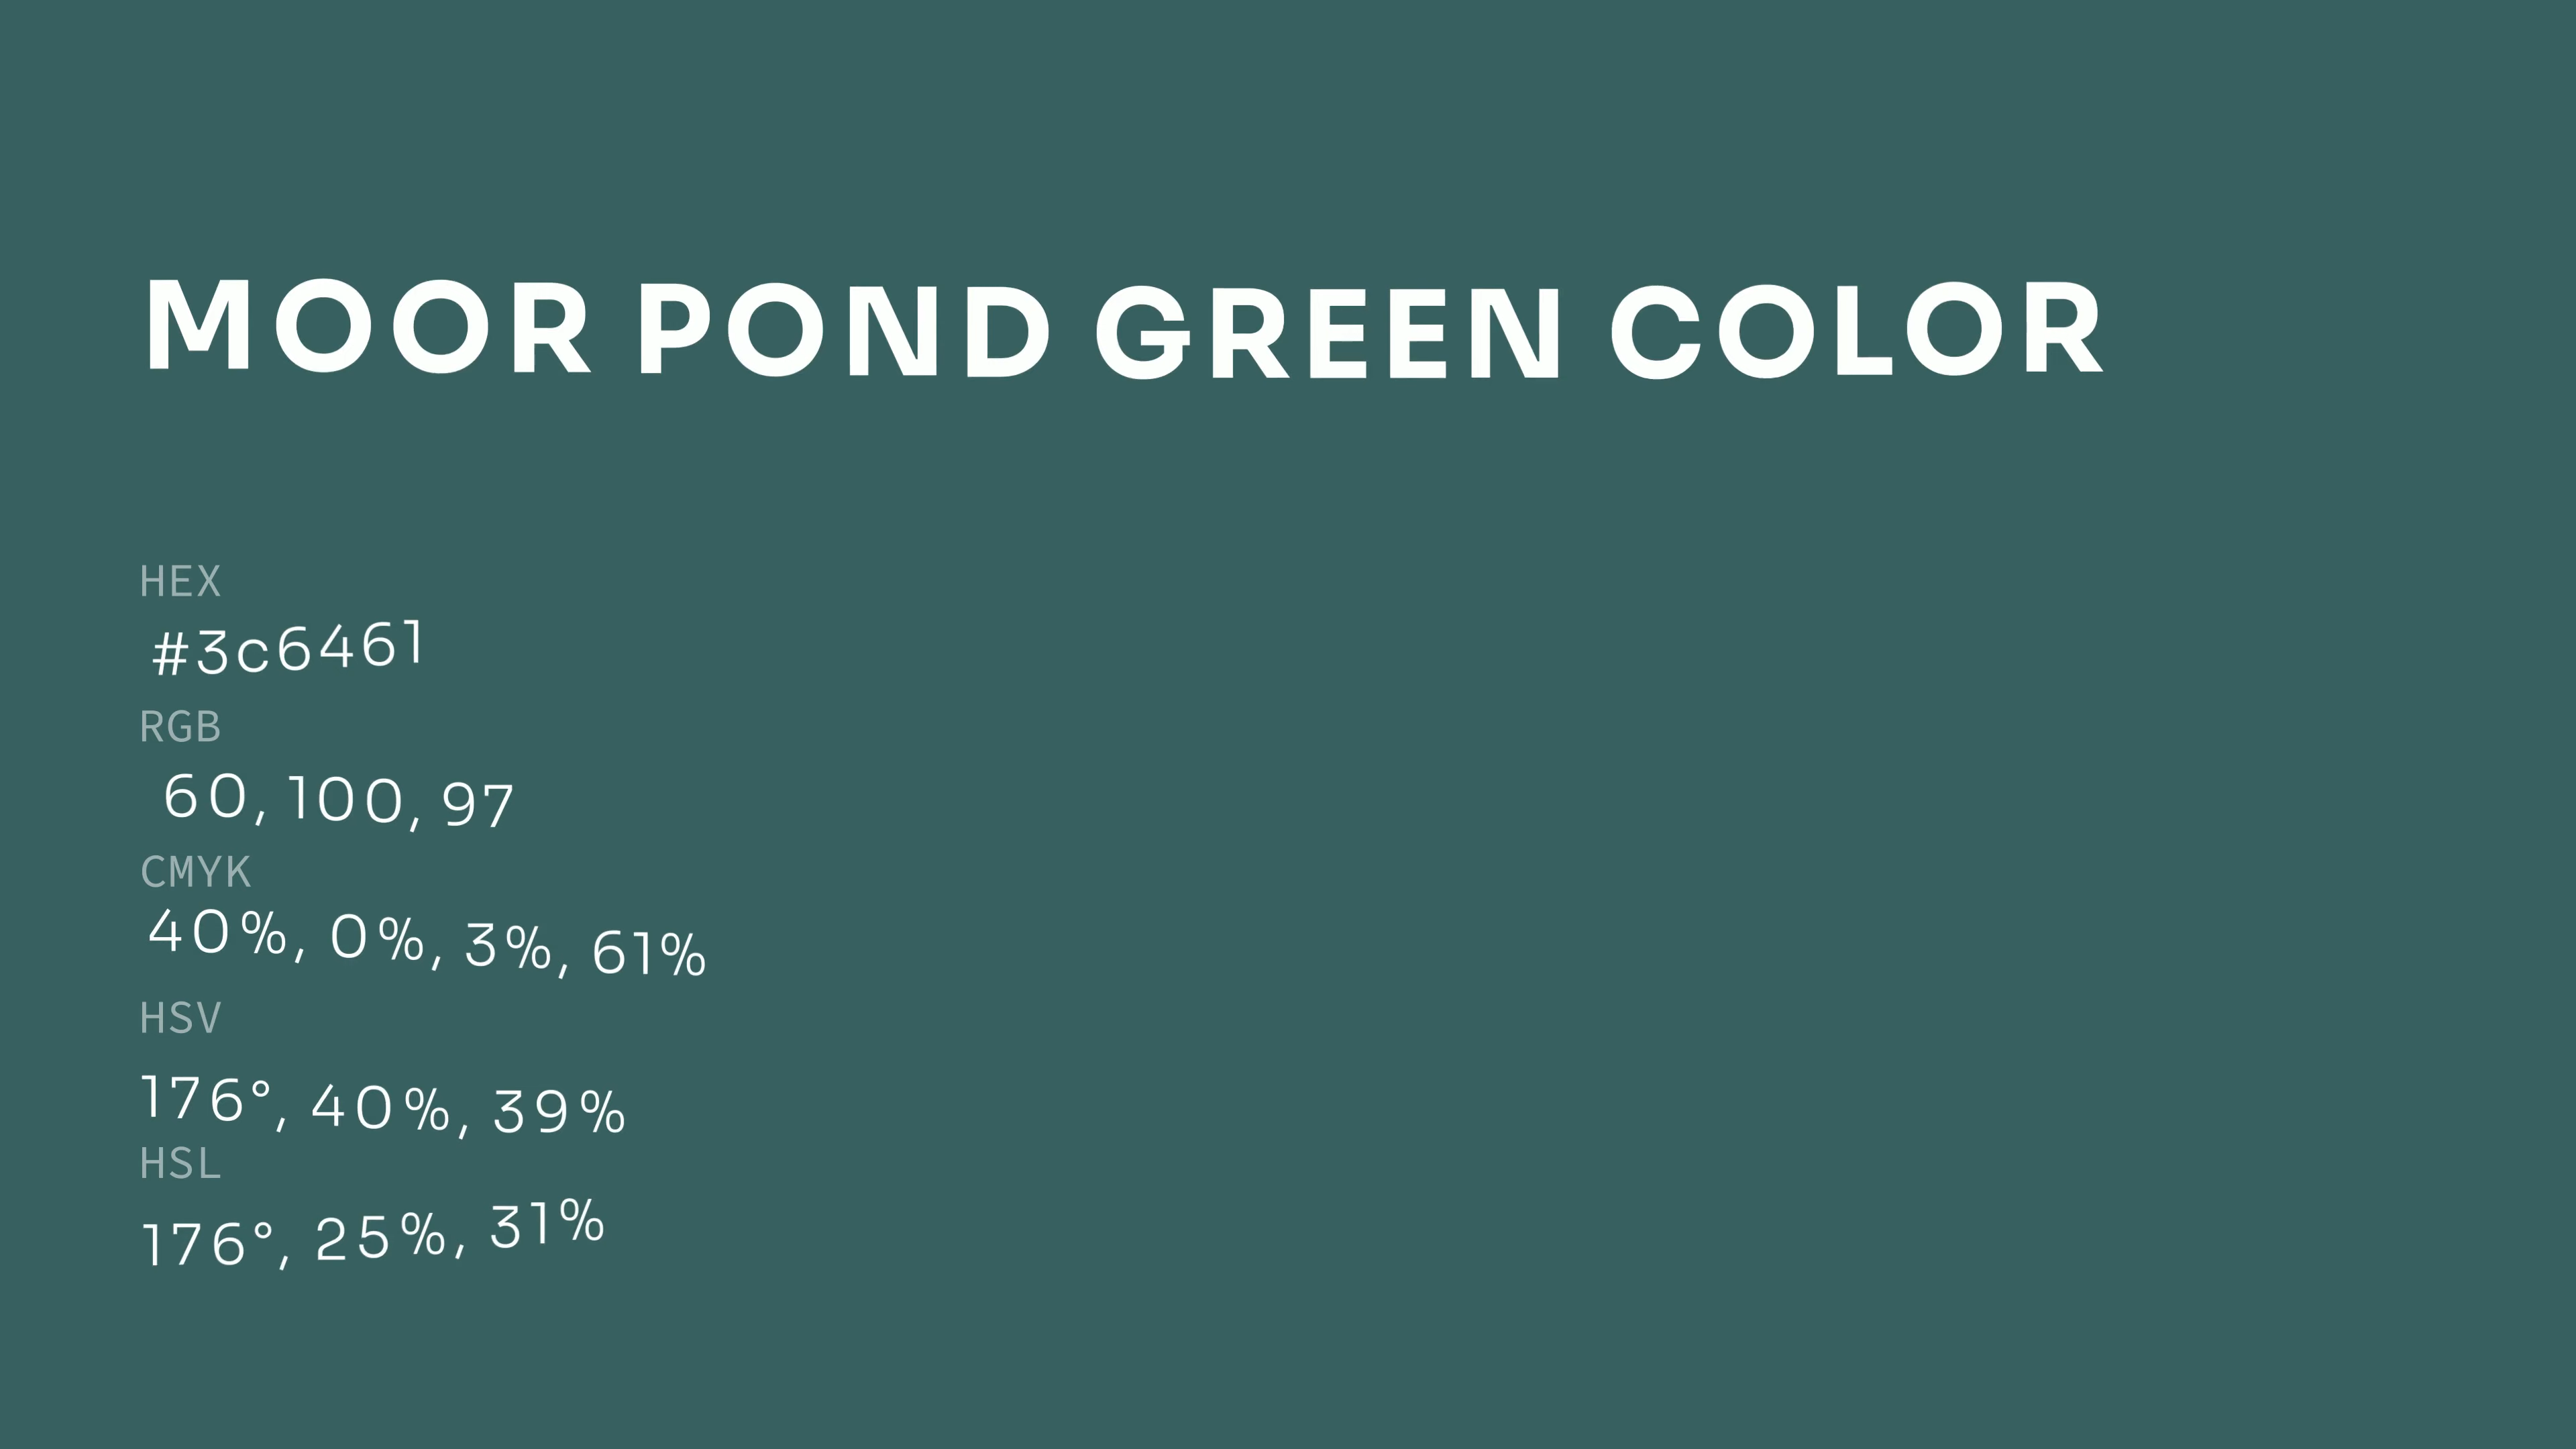 MOOR POND GREEN COLOR
HEX
#3c6461
RGB
60, 100, 97
CMYK
40%, 0%, 3%, 61%
HSV
176°, 40%, 39%
HSL
176°, 25%, 31%